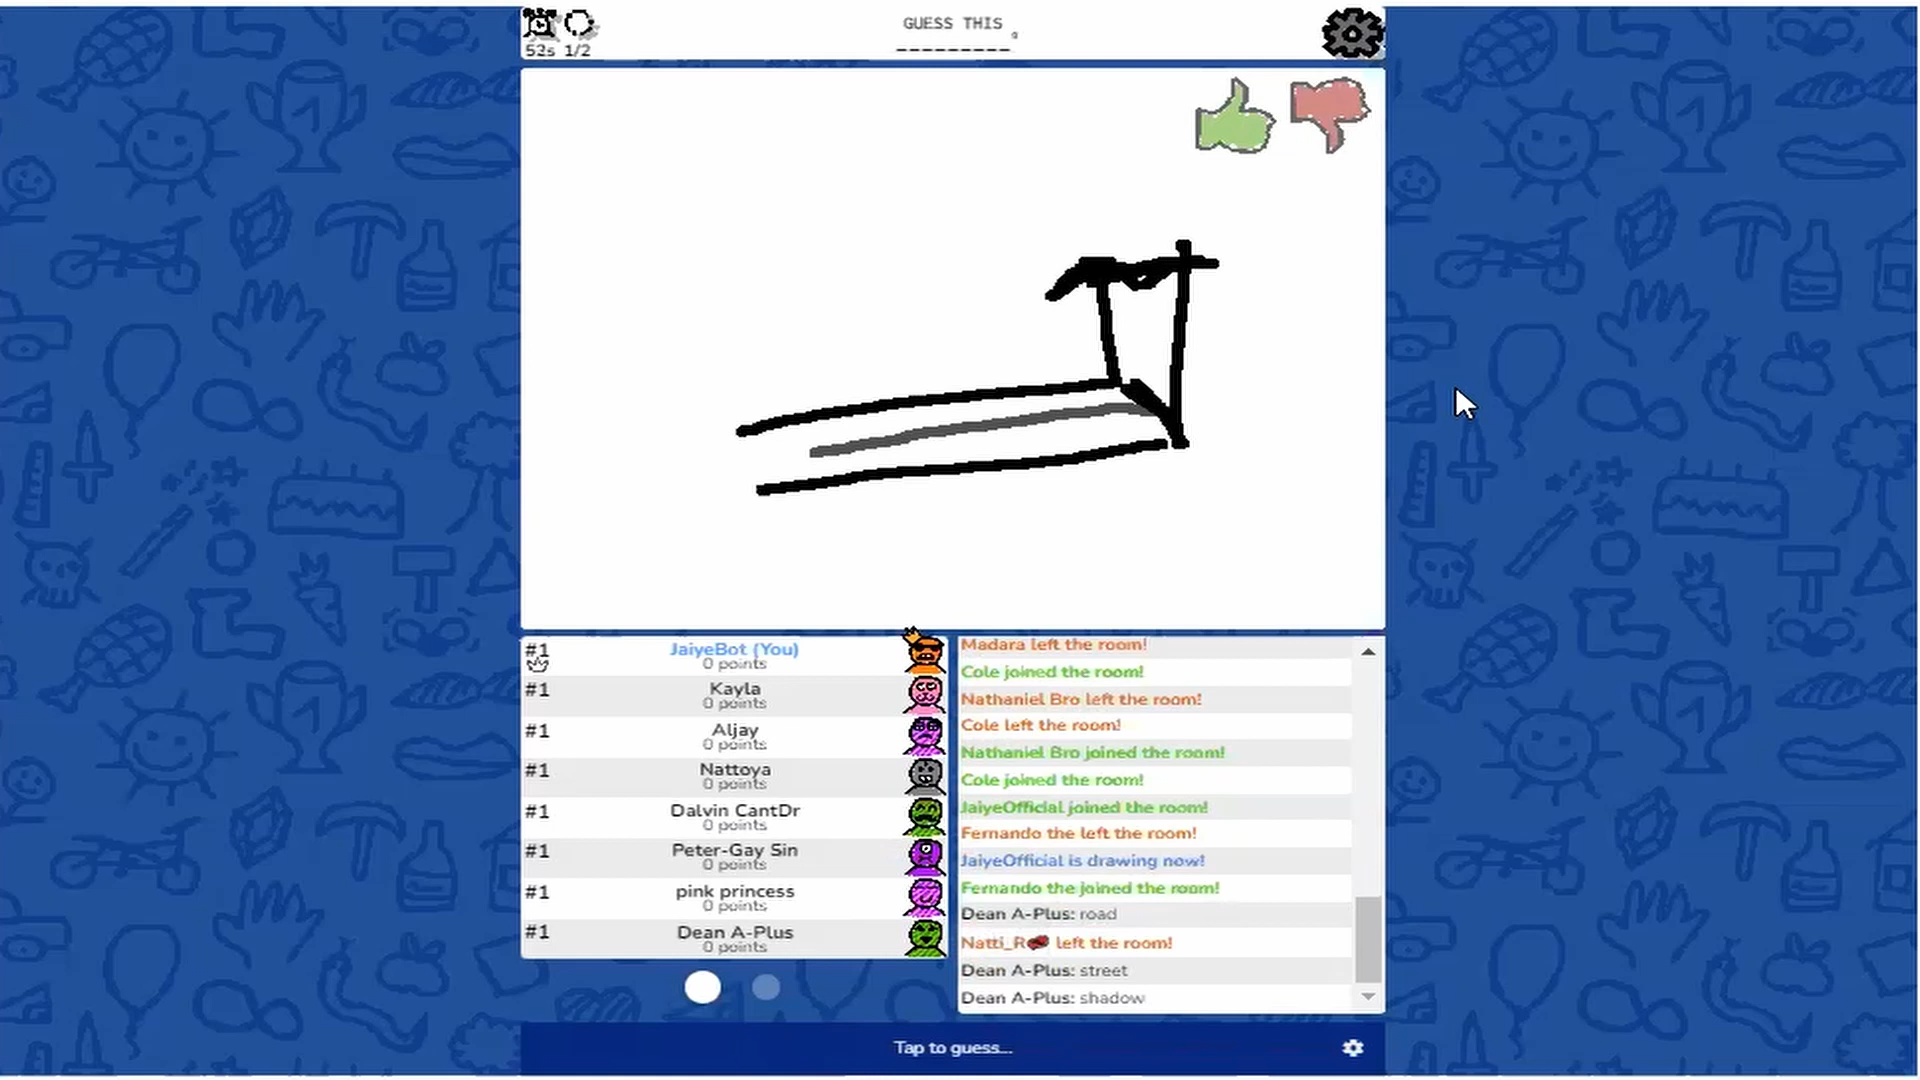 GUESS THIS
_________ 9
53s 1/2
#1 JaiyeBot (You)
0 points
#1 Kayla
0 points
#1 Aljay
0 points
#1 Nattoya
0 points
#1 Dalvin CantDr
0 points
#1 Peter-Gay Sin
0 points
#1 pink princess
0 points
#1 Dean A-Plus
0 points
Madara left the room!
Cole joined the room!
Nathaniel Bro left the room!
Cole left the room!
Nathaniel Bro joined the room!
Cole joined the room!
JaiyeOfficial joined the room!
Fernando the left the room!
JaiyeOfficial is drawing now!
Fernando the joined the room!
Dean A-Plus: road
Natti_R left the room!
Dean A-Plus: street
Dean A-Plus: shadow
Tap to guess...